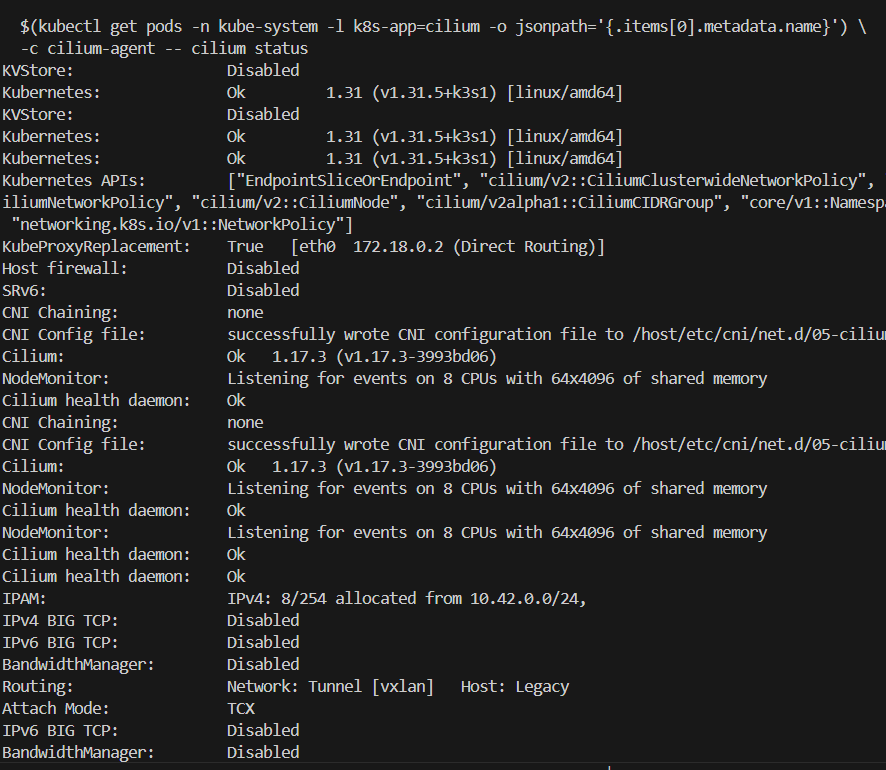 $(kubectl get pods -n kube-system -l k8s-app=cilium -o jsonpath='{.items[0].metadata.name}') \
-c cilium-agent -- cilium status
KVStore: Disabled
Kubernetes: Ok 1.31 (v1.31.5+k3s1) [linux/amd64]
KVStore: Disabled
Kubernetes: Ok 1.31 (v1.31.5+k3s1) [linux/amd64]
Kubernetes: Ok 1.31 (v1.31.5+k3s1) [linux/amd64]
Kubernetes APIs: ["EndpointSliceOrEndpoint", "cilium/v2::CiliumClusterwideNetworkPolicy",
iliumNetworkPolicy", "cilium/v2::CiliumNode", "cilium/v2alpha1::CiliumCIDRGroup", "core/v1::Namespa
"networking.k8s.io/v1::NetworkPolicy"]
KubeProxyReplacement: True [eth0 172.18.0.2 (Direct Routing)]
Host firewall: Disabled
SRv6: Disabled
CNI Chaining: none
CNI Config file: successfully wrote CNI configuration file to /host/etc/cni/net.d/05-cilium
Cilium: Ok 1.17.3 (v1.17.3-3993bd06)
NodeMonitor: Listening for events on 8 CPUs with 64x4096 of shared memory
Cilium health daemon: Ok
CNI Chaining: none
CNI Config file: successfully wrote CNI configuration file to /host/etc/cni/net.d/05-cilium
Cilium: Ok 1.17.3 (v1.17.3-3993bd06)
NodeMonitor: Listening for events on 8 CPUs with 64x4096 of shared memory
Cilium health daemon: Ok
NodeMonitor: Listening for events on 8 CPUs with 64x4096 of shared memory
Cilium health daemon: Ok
Cilium health daemon: Ok
IPAM: IPv4: 8/254 allocated from 10.42.0.0/24,
IPv4 BIG TCP: Disabled
IPv6 BIG TCP: Disabled
BandwidthManager: Disabled
Routing: Network: Tunnel [vxlan] Host: Legacy
Attach Mode: TCX
IPv6 BIG TCP: Disabled
BandwidthManager: Disabled